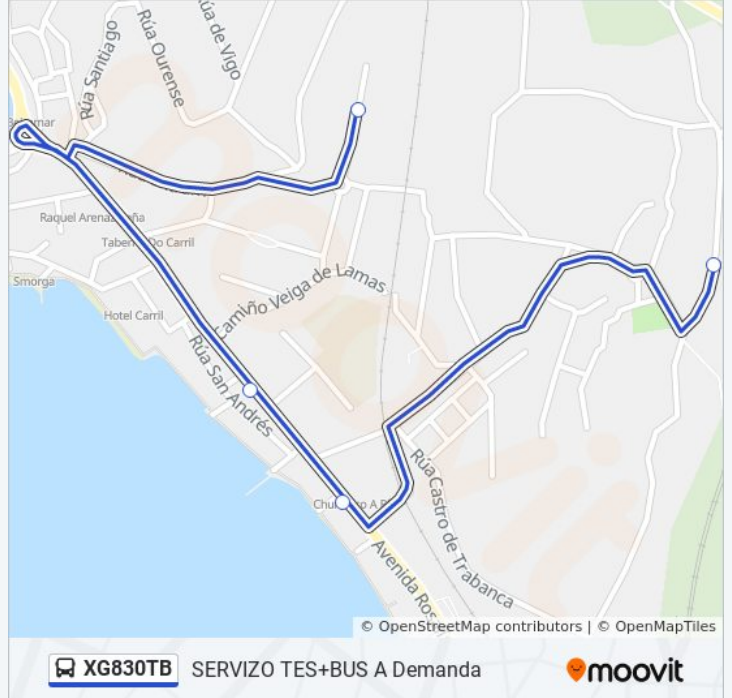 Rúa Santiago
Rúa Ourense
Rúa de Vigo
Raquel Arenaz
Taberna Do Carril
Smorga
Camiño Veiga de Lamas
Hotel Carril
Rúa San Andrés
Rúa Castro de Trabanca
Avenida Ros
© OpenStreetMap contributors | © OpenMapTiles
XG830TB SERVIZO TES+BUS A Demanda moovit